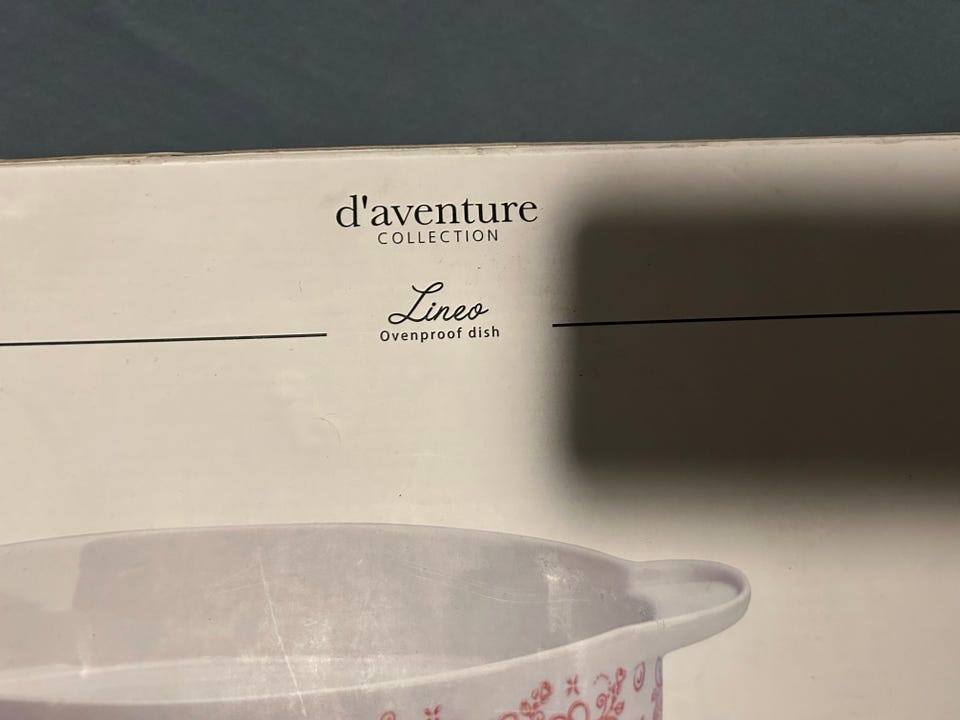 d'aventure
COLLECTION
Lineo
Ovenproof dish